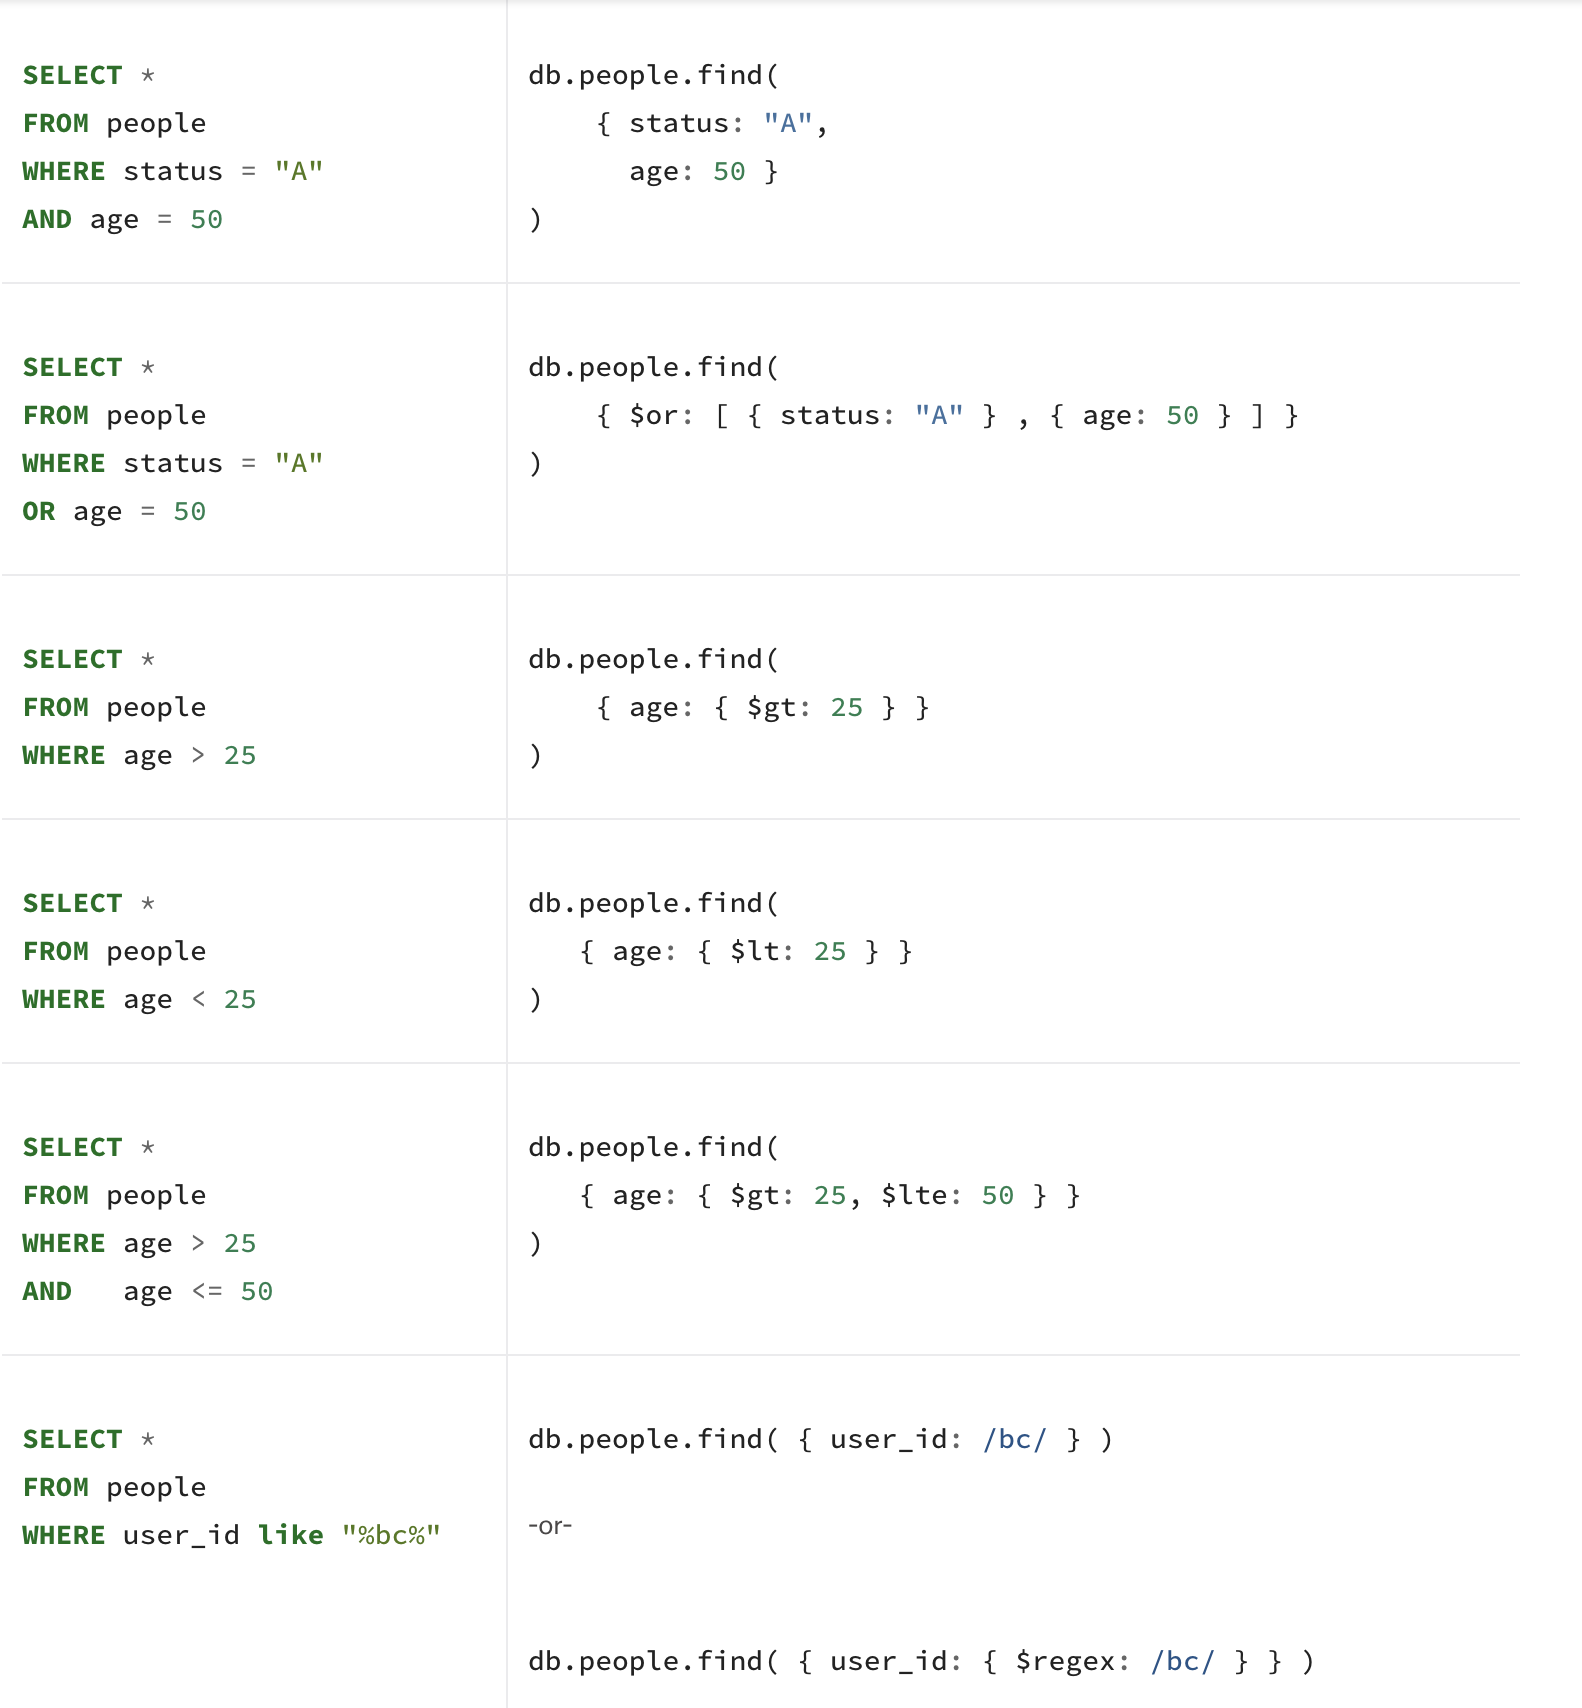 SELECT *
FROM people
WHERE status = "A"
AND age = 50
db.people.find(
    { status: "A",
      age: 50 }
)
SELECT *
FROM people
WHERE status = "A"
OR age = 50
db.people.find(
    { $or: [ { status: "A" } , { age: 50 } ] }
)
SELECT *
FROM people
WHERE age > 25
db.people.find(
    { age: { $gt: 25 } }
)
SELECT *
FROM people
WHERE age < 25
db.people.find(
   { age: { $lt: 25 } }
)
SELECT *
FROM people
WHERE age > 25
AND   age <= 50
db.people.find(
   { age: { $gt: 25, $lte: 50 } }
)
SELECT *
FROM people
WHERE user_id like "%bc%"
db.people.find( { user_id: /bc/ } )
-or-
db.people.find( { user_id: { $regex: /bc/ } } )